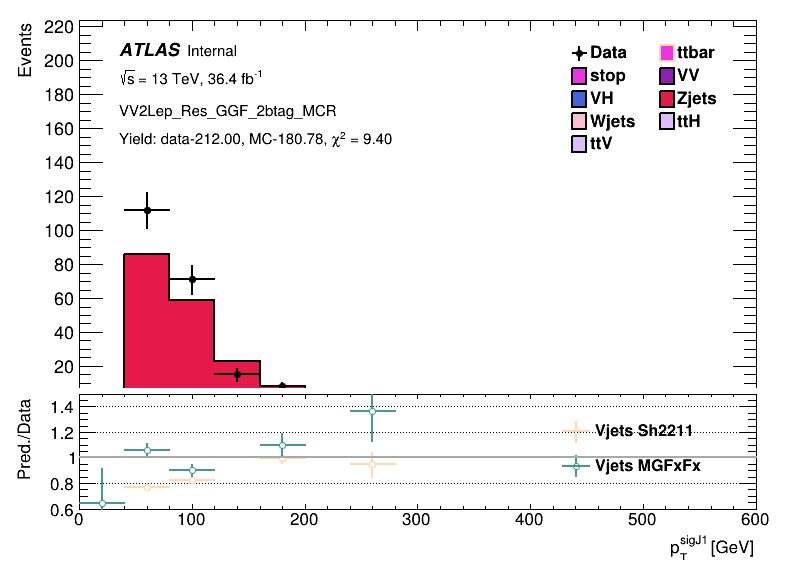 Events
220
200
180
160
140
120
100
80
60
40
20
ATLAS Internal
√s = 13 TeV, 36.4 fb⁻¹
VV2Lep_Res_GGF_2btag_MCR
Yield: data-212.00, MC-180.78, χ² = 9.40
Data
ttbar
stop
VV
VH
Zjets
Wjets
ttH
ttV
Pred./Data
1.4
1.2
1
0.8
0.6
Vjets Sh2211
Vjets MGFxFx
0 100 200 300 400 500 600
p_T^sigJ1 [GeV]